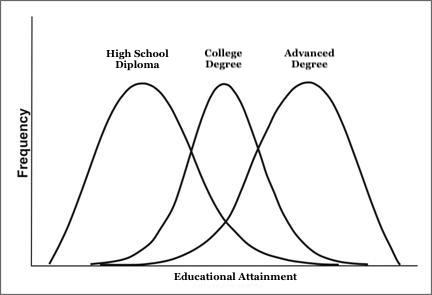 High School
Diploma
College
Degree
Advanced
Degree
Frequency
Educational Attainment